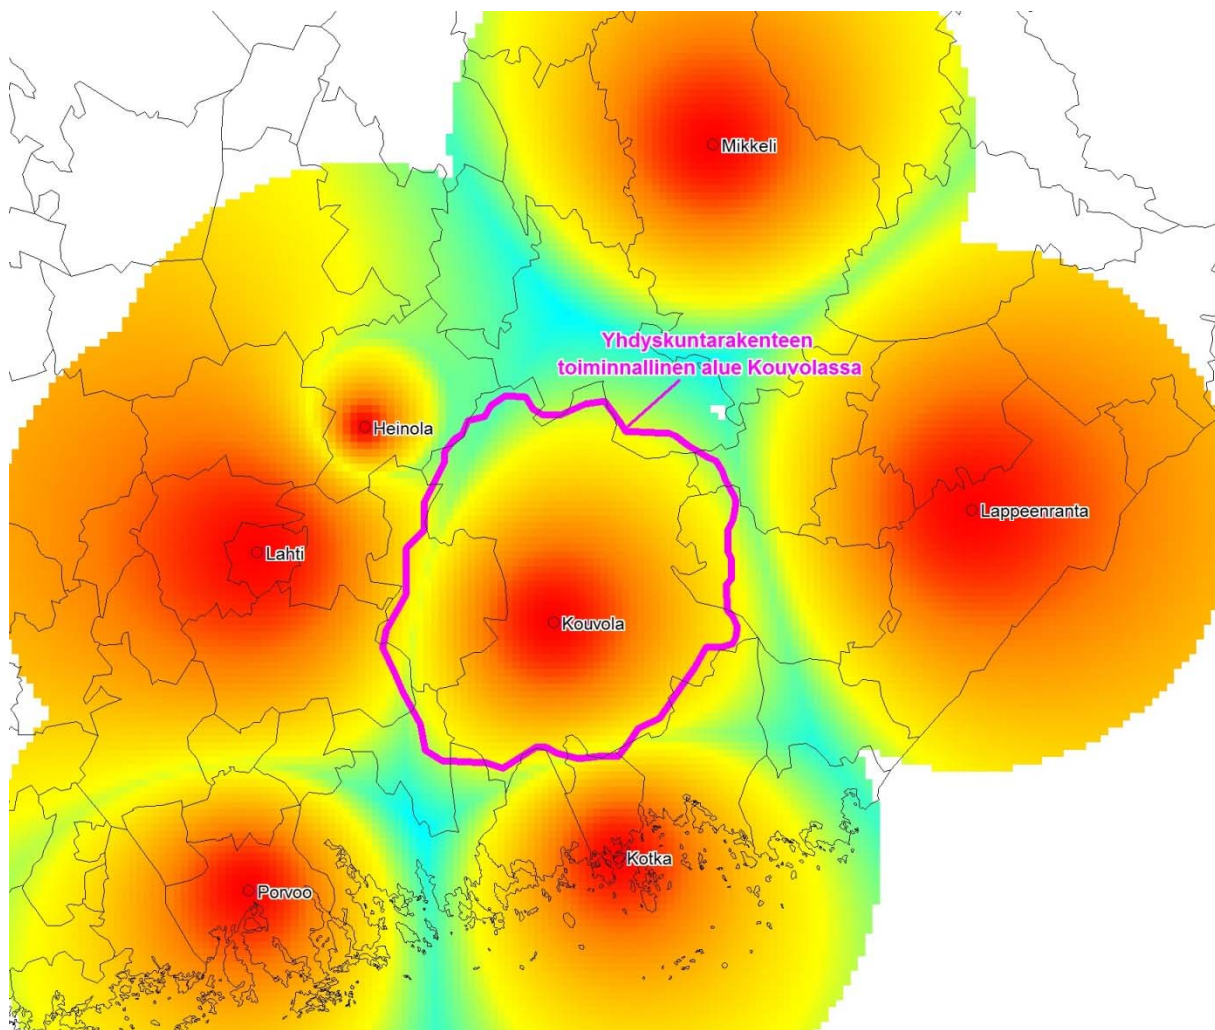 Mikkeli
Yhdyskuntarakenteen
toiminnallinen alue Kouvolassa
Heinola
Lappeenranta
Lahti
Kouvola
Kotka
Porvoo